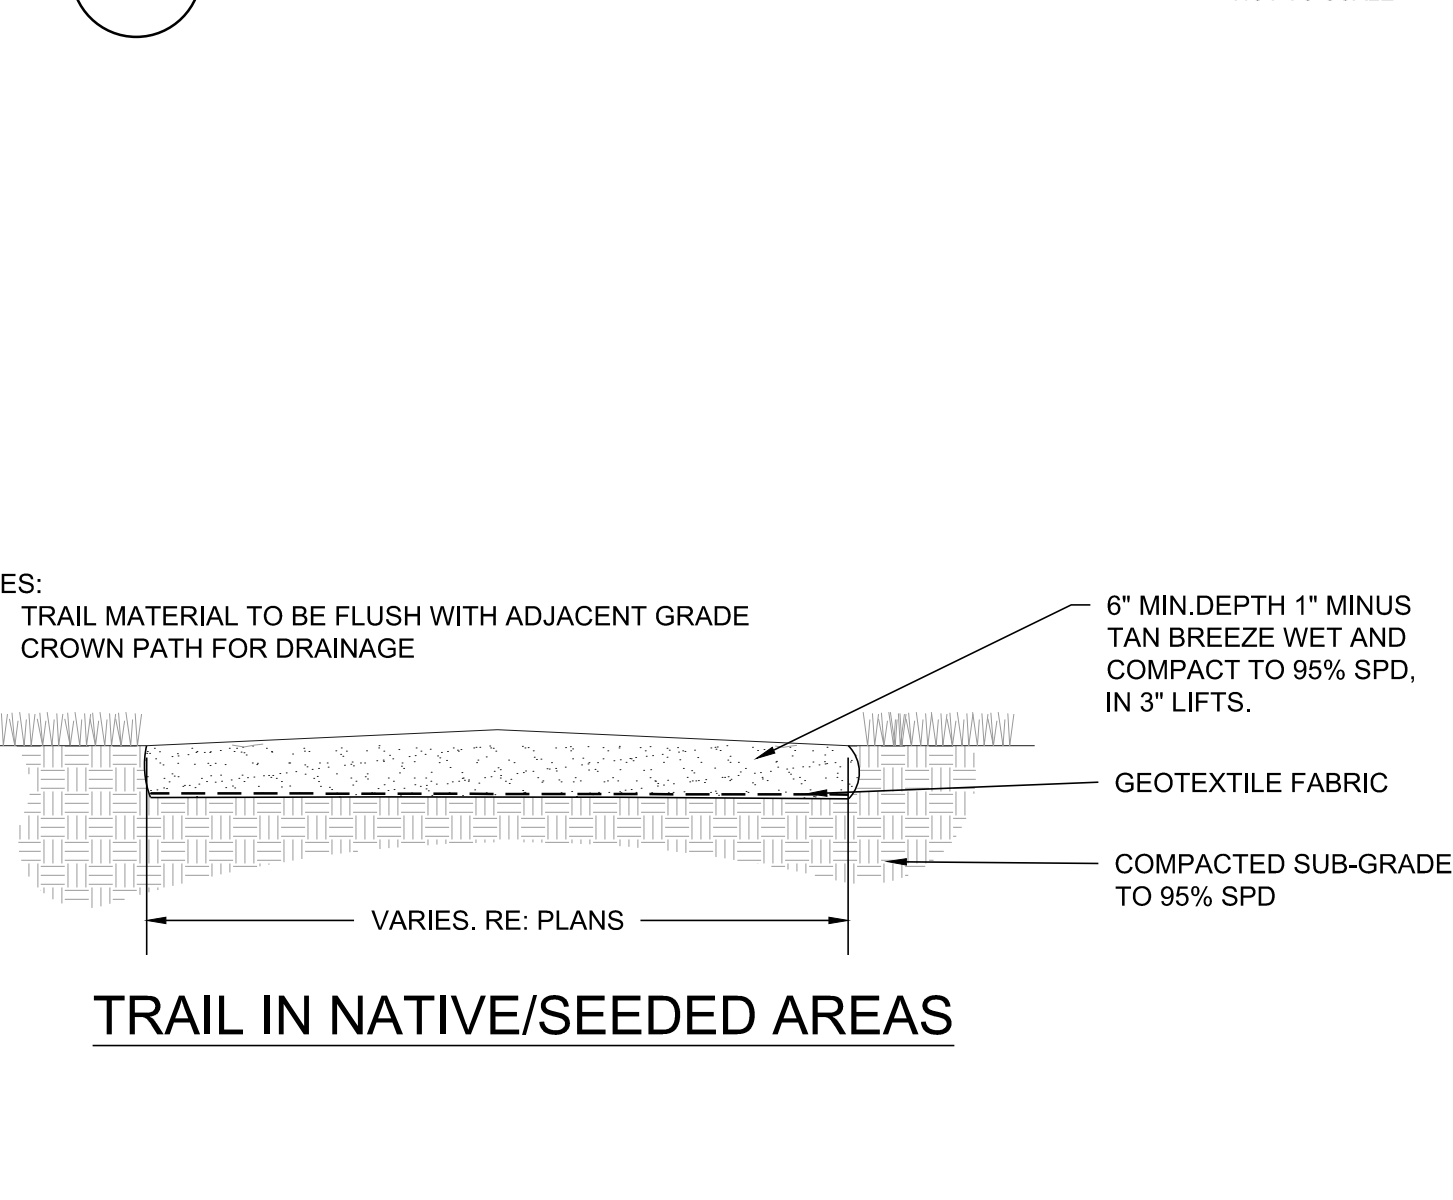 ES:
TRAIL MATERIAL TO BE FLUSH WITH ADJACENT GRADE
CROWN PATH FOR DRAINAGE
6" MIN.DEPTH 1" MINUS
TAN BREEZE WET AND
COMPACT TO 95% SPD,
IN 3" LIFTS.
GEOTEXTILE FABRIC
COMPACTED SUB-GRADE
TO 95% SPD
VARIES. RE: PLANS
TRAIL IN NATIVE/SEEDED AREAS